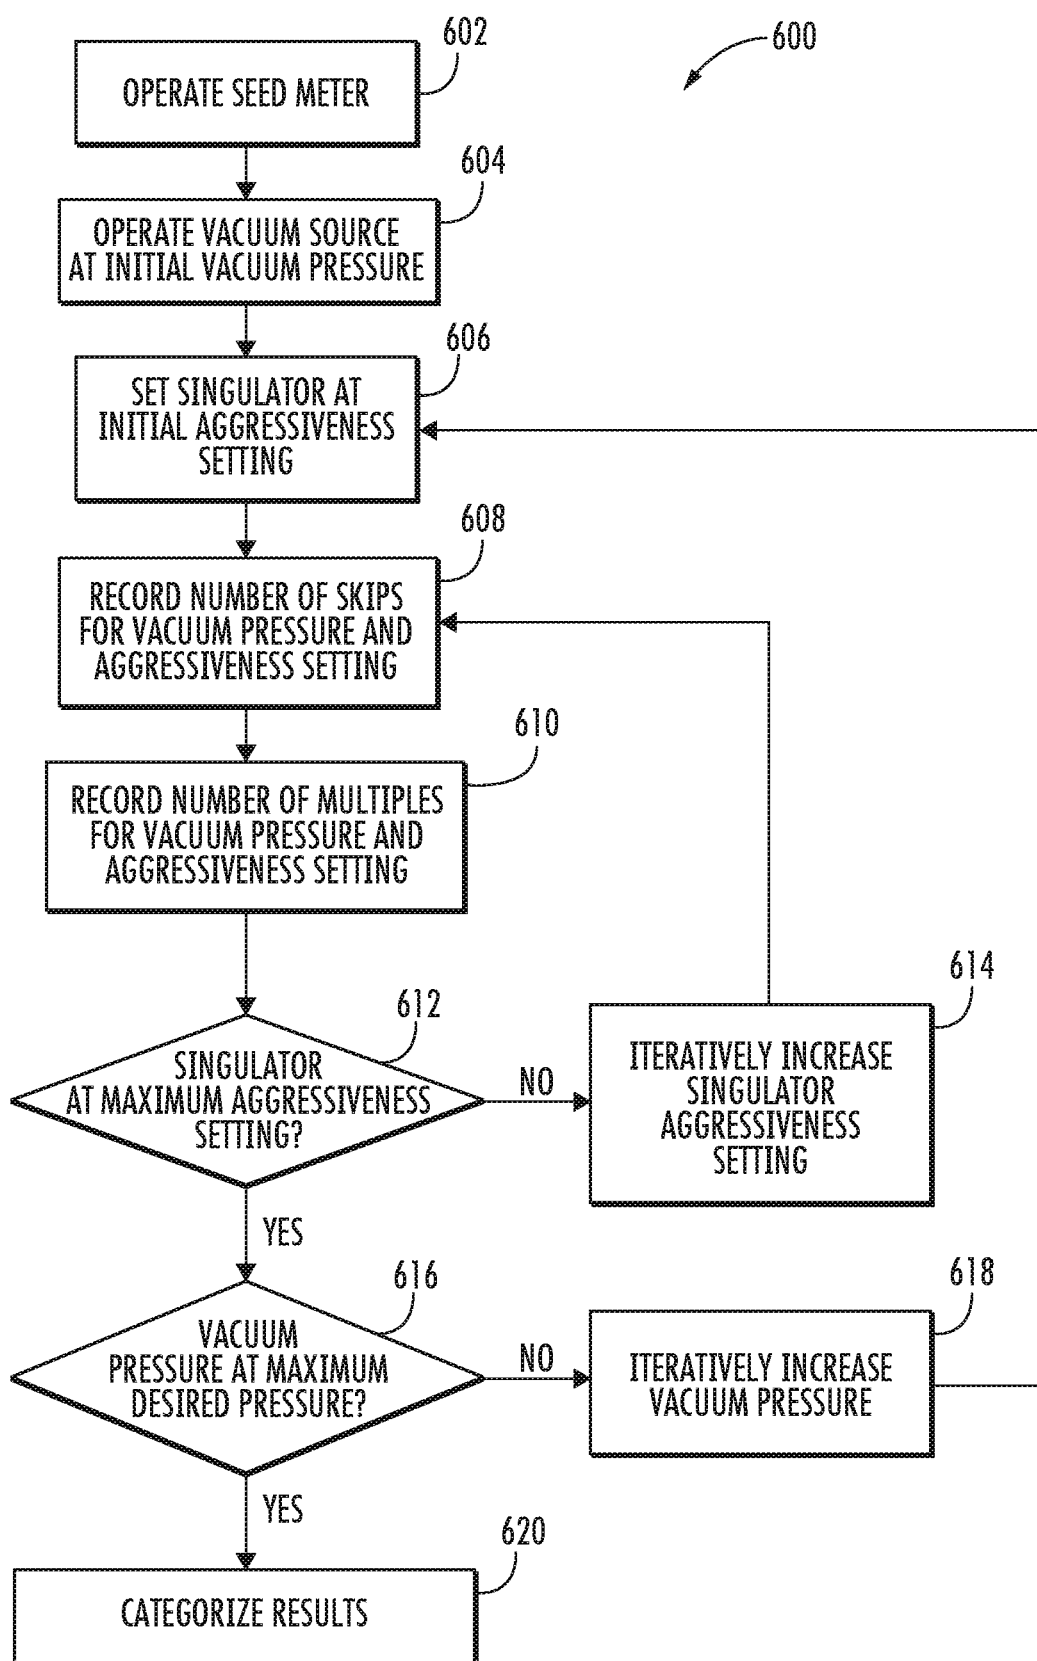 602
600
OPERATE SEED METER
604
OPERATE VACUUM SOURCE
AT INITIAL VACUUM PRESSURE
606
SET SINGULATOR AT
INITIAL AGGRESSIVENESS
SETTING
608
RECORD NUMBER OF SKIPS
FOR VACUUM PRESSURE AND
AGGRESSIVENESS SETTING
610
RECORD NUMBER OF MULTIPLES
FOR VACUUM PRESSURE AND
AGGRESSIVENESS SETTING
612
SINGULATOR
AT MAXIMUM AGGRESSIVENESS
SETTING?
NO
614
ITERATIVELY INCREASE
SINGULATOR
AGGRESSIVENESS
SETTING
YES
616
VACUUM
PRESSURE AT MAXIMUM
DESIRED PRESSURE?
NO
618
ITERATIVELY INCREASE
VACUUM PRESSURE
YES
620
CATEGORIZE RESULTS